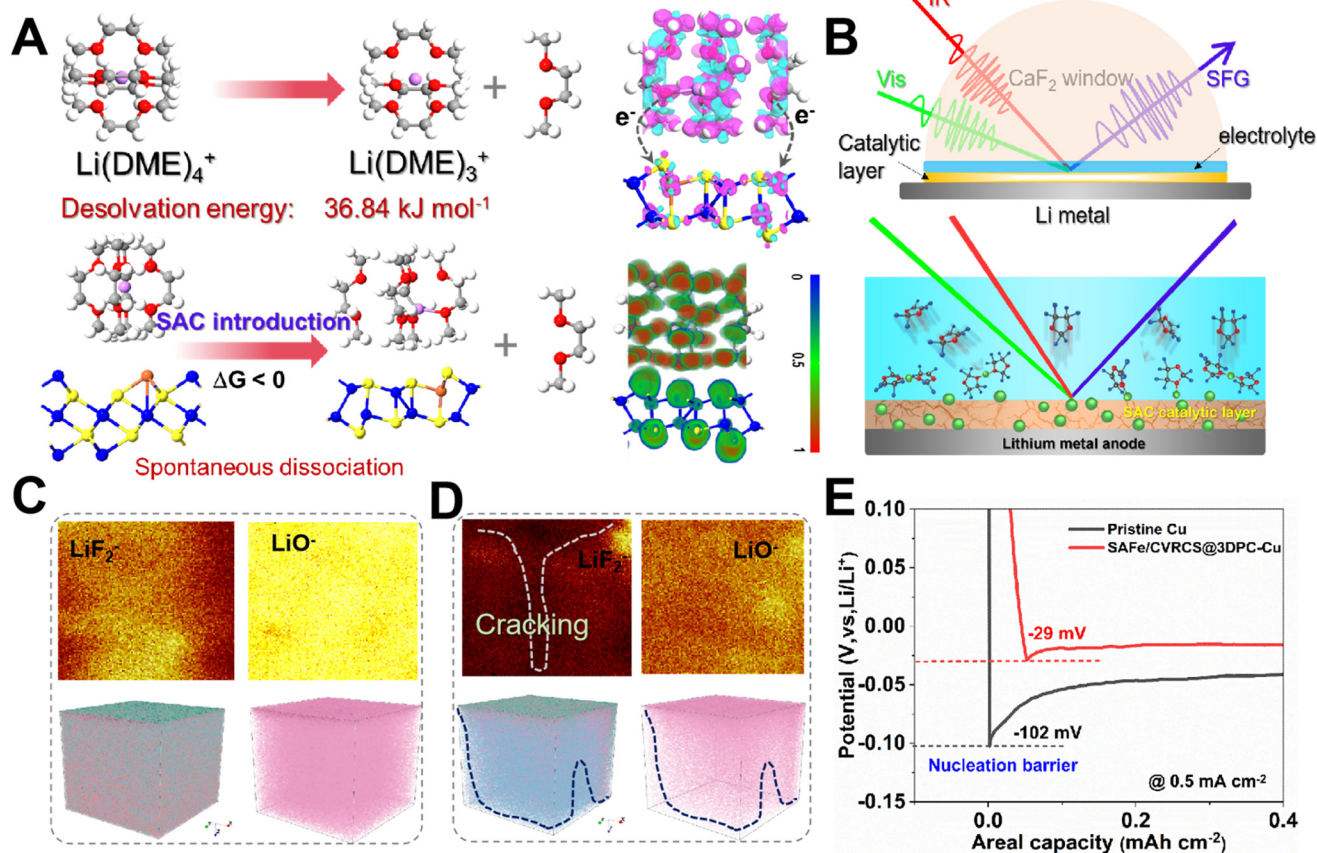 A
Li(DME)4+
Li(DME)3+
+
Desolvation energy: 36.84 kJ mol-1
SAC introduction
ΔG < 0
+
Spontaneous dissociation
e-
e-
0
0.5
1
B
IR
Vis
CaF2 window
SFG
Catalytic
layer
electrolyte
Li metal
SAC catalytic layer
Lithium metal anode
C
LiF2-
LiO-
D
LiF2-
Cracking
LiO-
E
0.10
0.05
0.00
-0.05
-0.10
-0.15
Potential (V,vs,Li/Li+)
Pristine Cu
SAFe/CVRCS@3DPC-Cu
-29 mV
-102 mV
Nucleation barrier
@ 0.5 mA cm-2
0.0
0.2
0.4
Areal capacity (mAh cm-2)